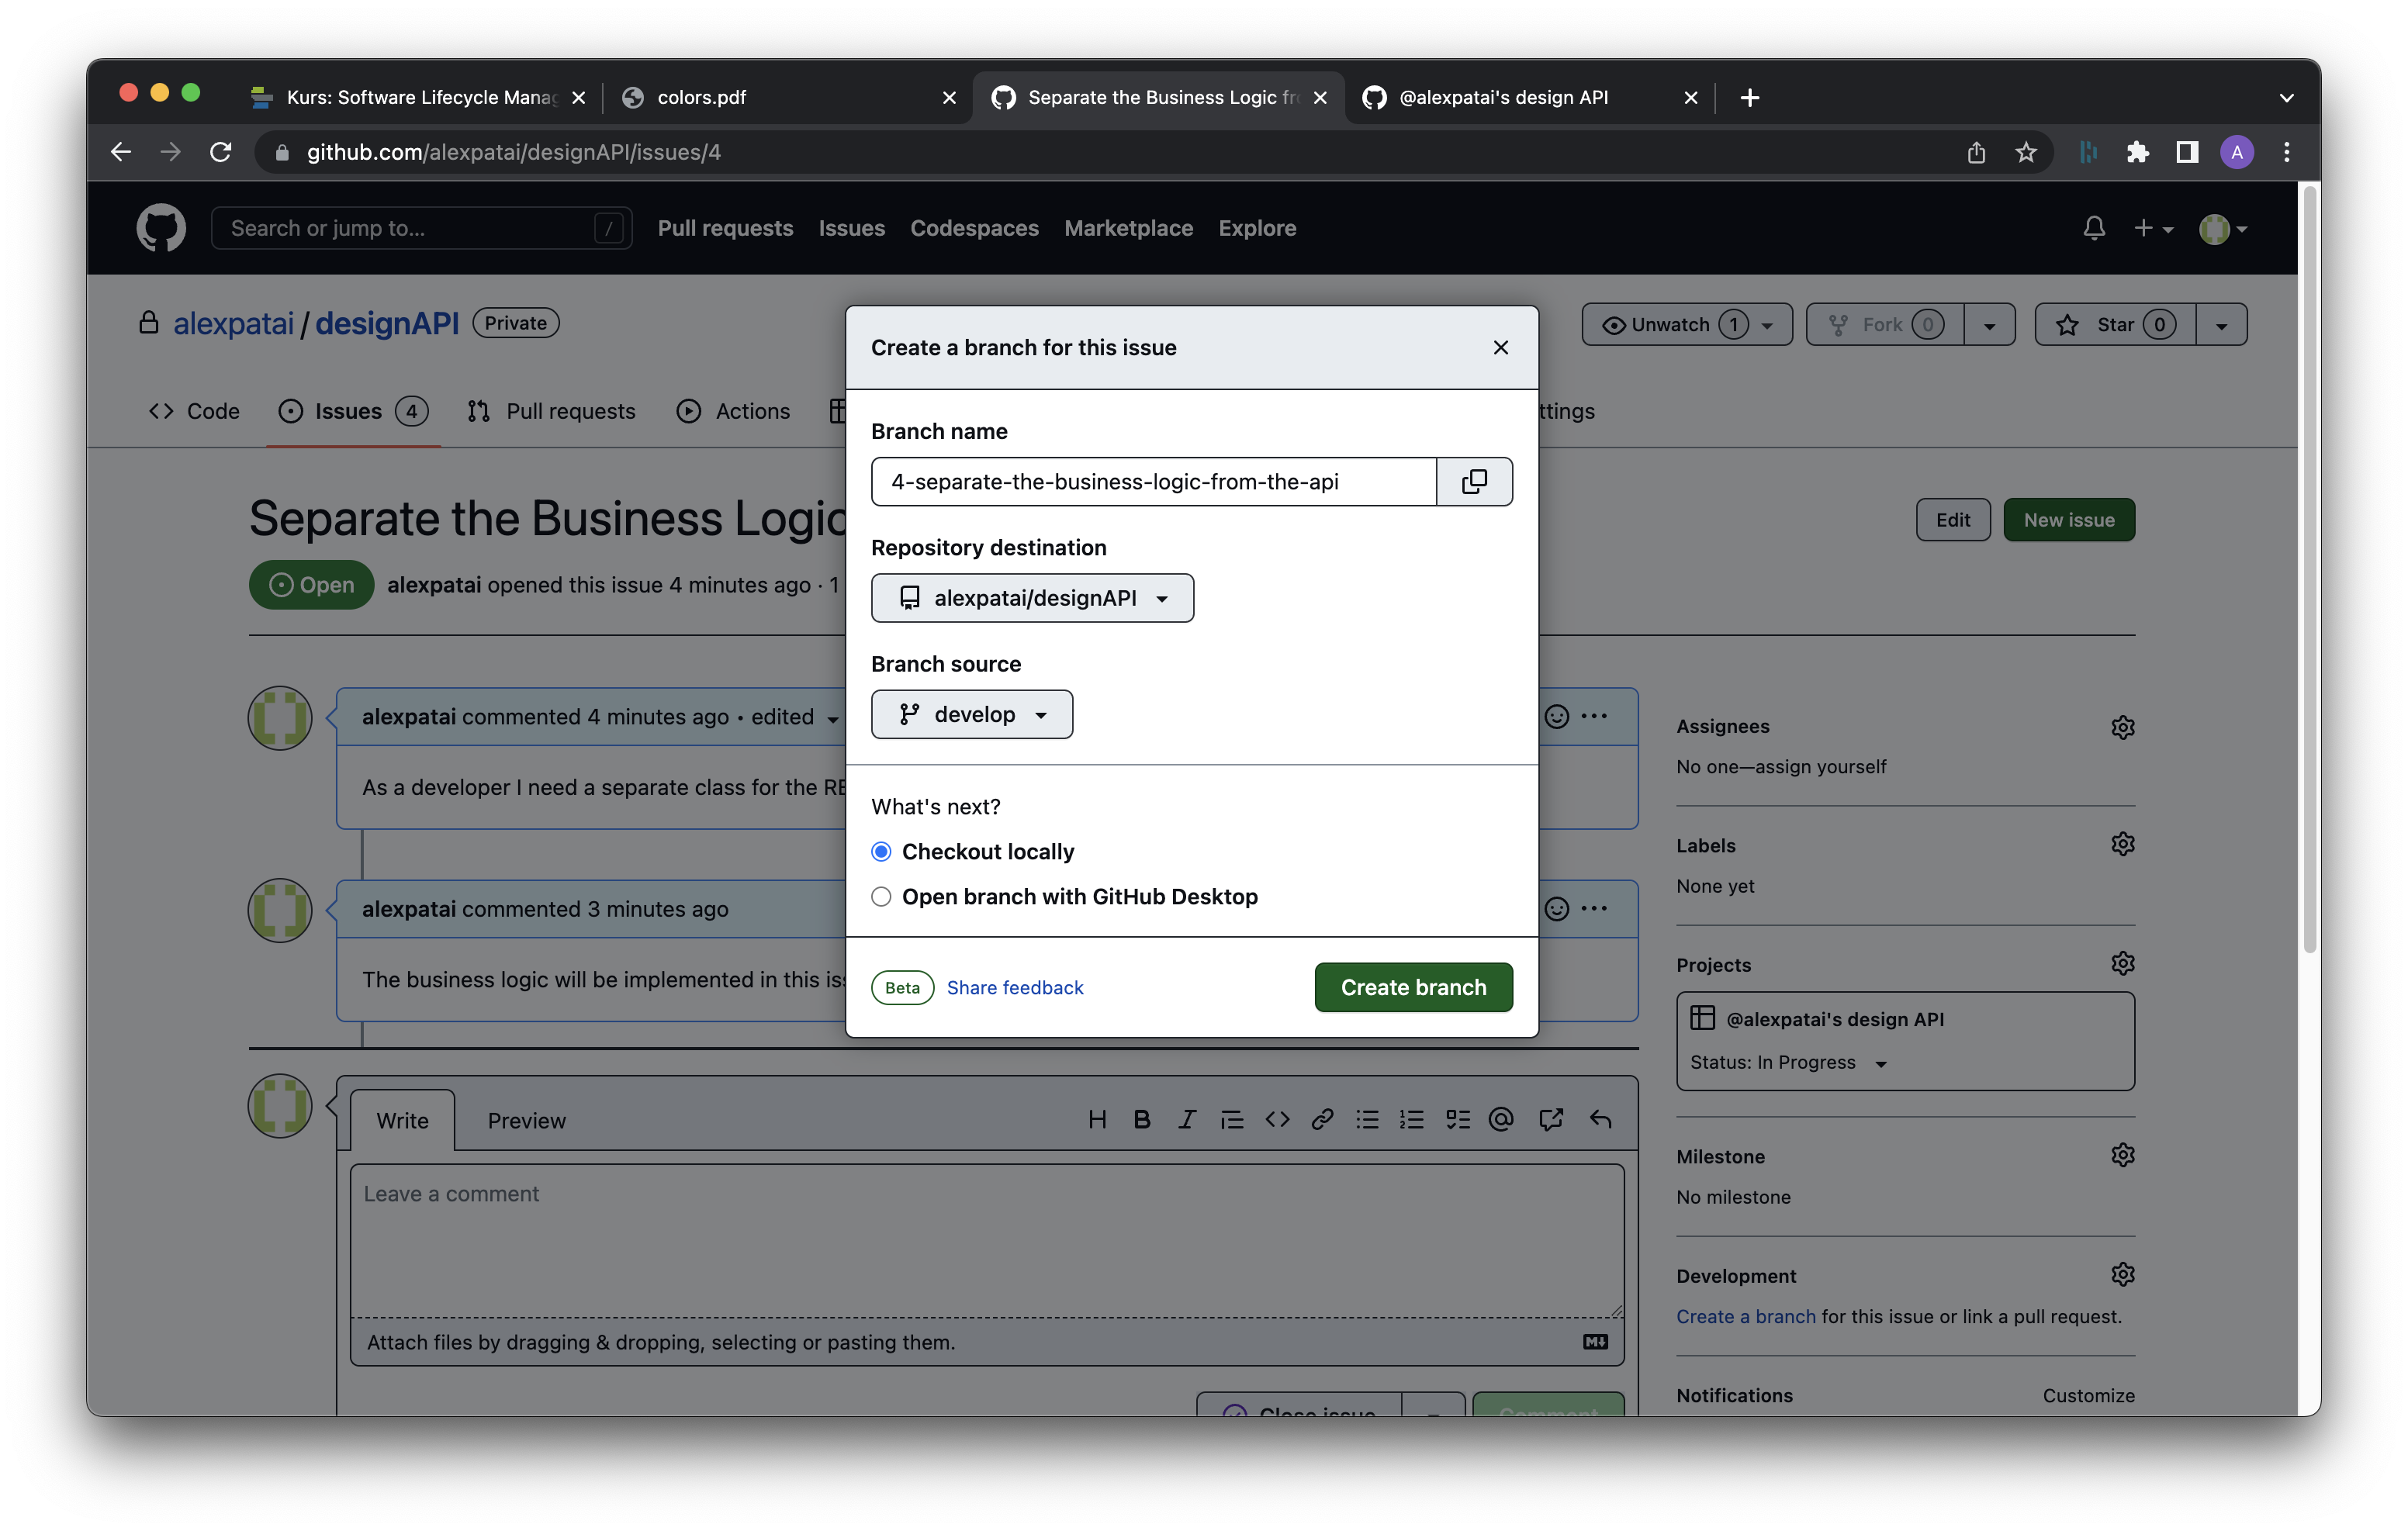 Kurs: Software Lifecycle Manag
colors.pdf
Separate the Business Logic fr
@alexpatai's design API
github.com/alexpatai/designAPI/issues/4
A
Search or jump to...
/
Pull requests
Issues
Codespaces
Marketplace
Explore
alexpatai / designAPI
Private
Unwatch 1
Fork 0
Star 0
Code
Issues 4
Pull requests
Actions
ttings
Separate the Business Logic
Edit
New issue
Open
alexpatai opened this issue 4 minutes ago · 1
alexpatai commented 4 minutes ago • edited
As a developer I need a separate class for the RE
alexpatai commented 3 minutes ago
The business logic will be implemented in this is
Create a branch for this issue
Branch name
4-separate-the-business-logic-from-the-api
Repository destination
alexpatai/designAPI
Branch source
develop
What's next?
Checkout locally
Open branch with GitHub Desktop
Beta
Share feedback
Create branch
Write
Preview
Leave a comment
Attach files by dragging & dropping, selecting or pasting them.
Close issue
Comment
Assignees
No one—assign yourself
Labels
None yet
Projects
@alexpatai's design API
Status: In Progress
Milestone
No milestone
Development
Create a branch for this issue or link a pull request.
Notifications
Customize